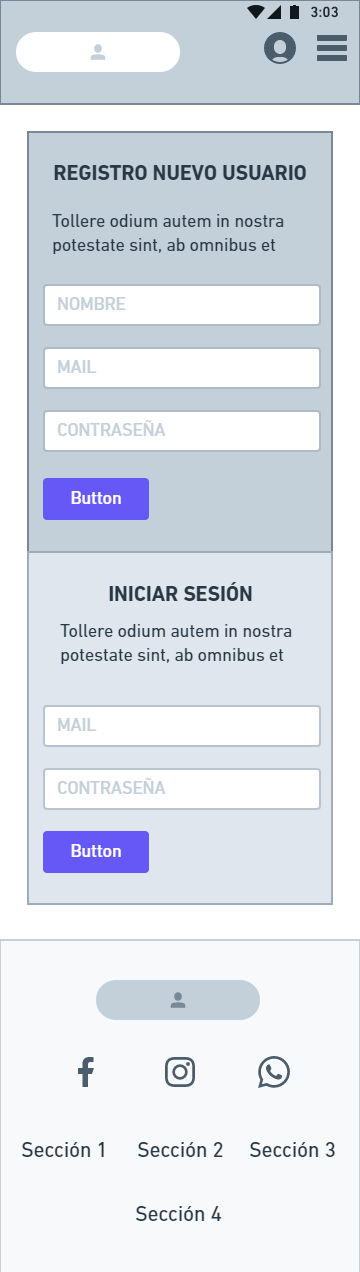 3:03
REGISTRO NUEVO USUARIO
Tollere odium autem in nostra
potestate sint, ab omnibus et
NOMBRE
MAIL
CONTRASEÑA
Button
INICIAR SESIÓN
Tollere odium autem in nostra
potestate sint, ab omnibus et
MAIL
CONTRASEÑA
Button
Sección 1 Sección 2 Sección 3
Sección 4